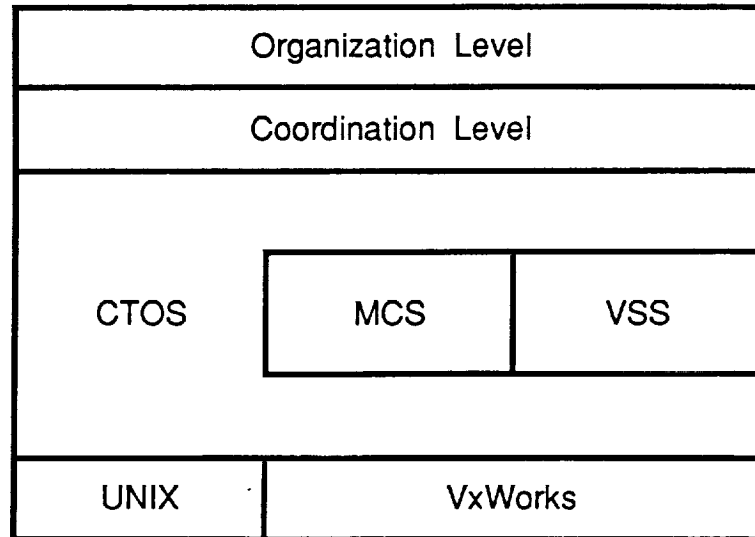 Organization Level
Coordination Level
CTOS
MCS
VSS
UNIX
VxWorks